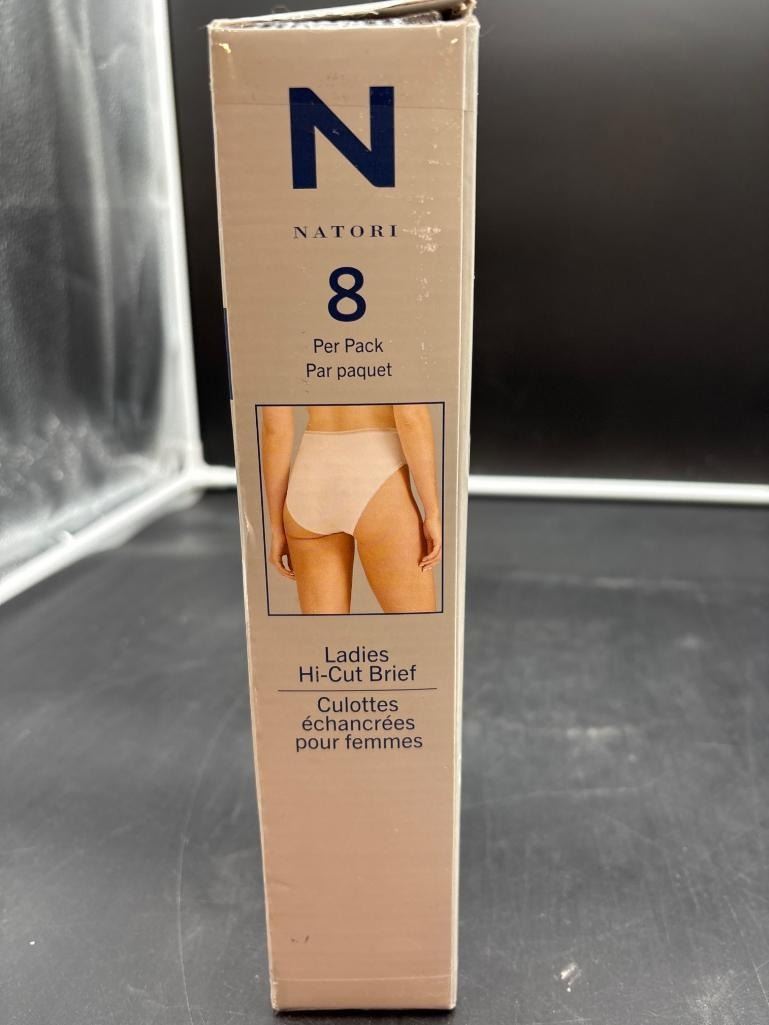 N
NATORI
8
Per Pack
Par paquet
Ladies
Hi-Cut Brief
Culottes
échancrées
pour femmes